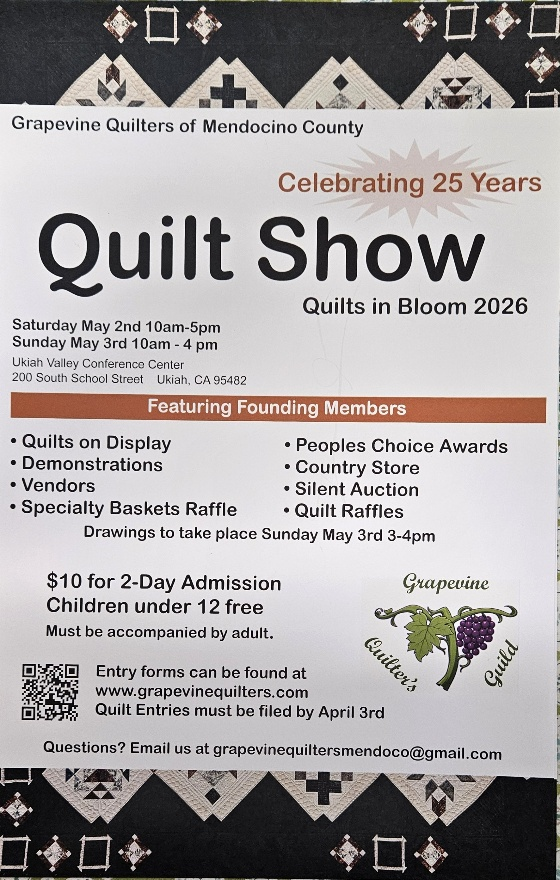 Grapevine Quilters of Mendocino County
Celebrating 25 Years
Quilt Show
Quilts in Bloom 2026
Saturday May 2nd 10am-5pm
Sunday May 3rd 10am - 4 pm
Ukiah Valley Conference Center
200 South School Street Ukiah, CA 95482
Featuring Founding Members
• Quilts on Display
• Demonstrations
• Vendors
• Specialty Baskets Raffle
• Peoples Choice Awards
• Country Store
• Silent Auction
• Quilt Raffles
Drawings to take place Sunday May 3rd 3-4pm
$10 for 2-Day Admission
Children under 12 free
Must be accompanied by adult.
Grapevine
Quilter's
Guild
Entry forms can be found at
www.grapevinequilters.com
Quilt Entries must be filed by April 3rd
Questions? Email us at grapevinequiltersmendoco@gmail.com